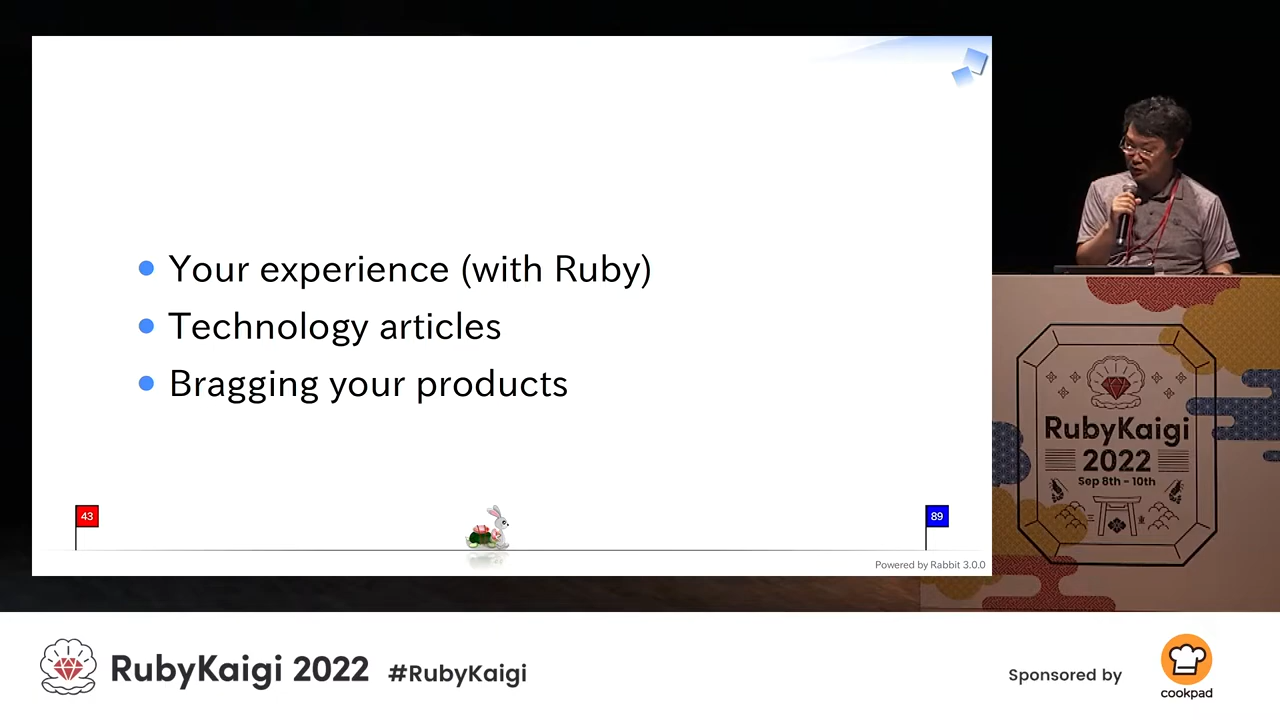 Your experience (with Ruby)
Technology articles
Bragging your products
43
89
Powered by Rabbit 3.0.0
RubyKaigi
2022
Sep 8th - 10th
RubyKaigi 2022 #RubyKaigi
Sponsored by
cookpad